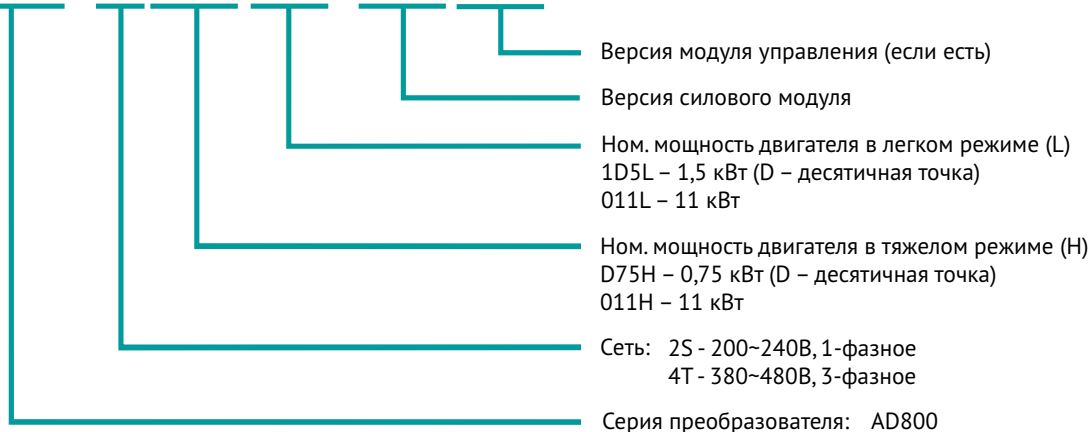 Версия модуля управления (если есть)
Версия силового модуля
Ном. мощность двигателя в легком режиме (L)
1D5L – 1,5 кВт (D – десятичная точка)
011L – 11 кВт
Ном. мощность двигателя в тяжелом режиме (H)
D75H – 0,75 кВт (D – десятичная точка)
011H – 11 кВт
Сеть: 2S - 200~240В, 1-фазное
4T - 380~480В, 3-фазное
Серия преобразователя: AD800